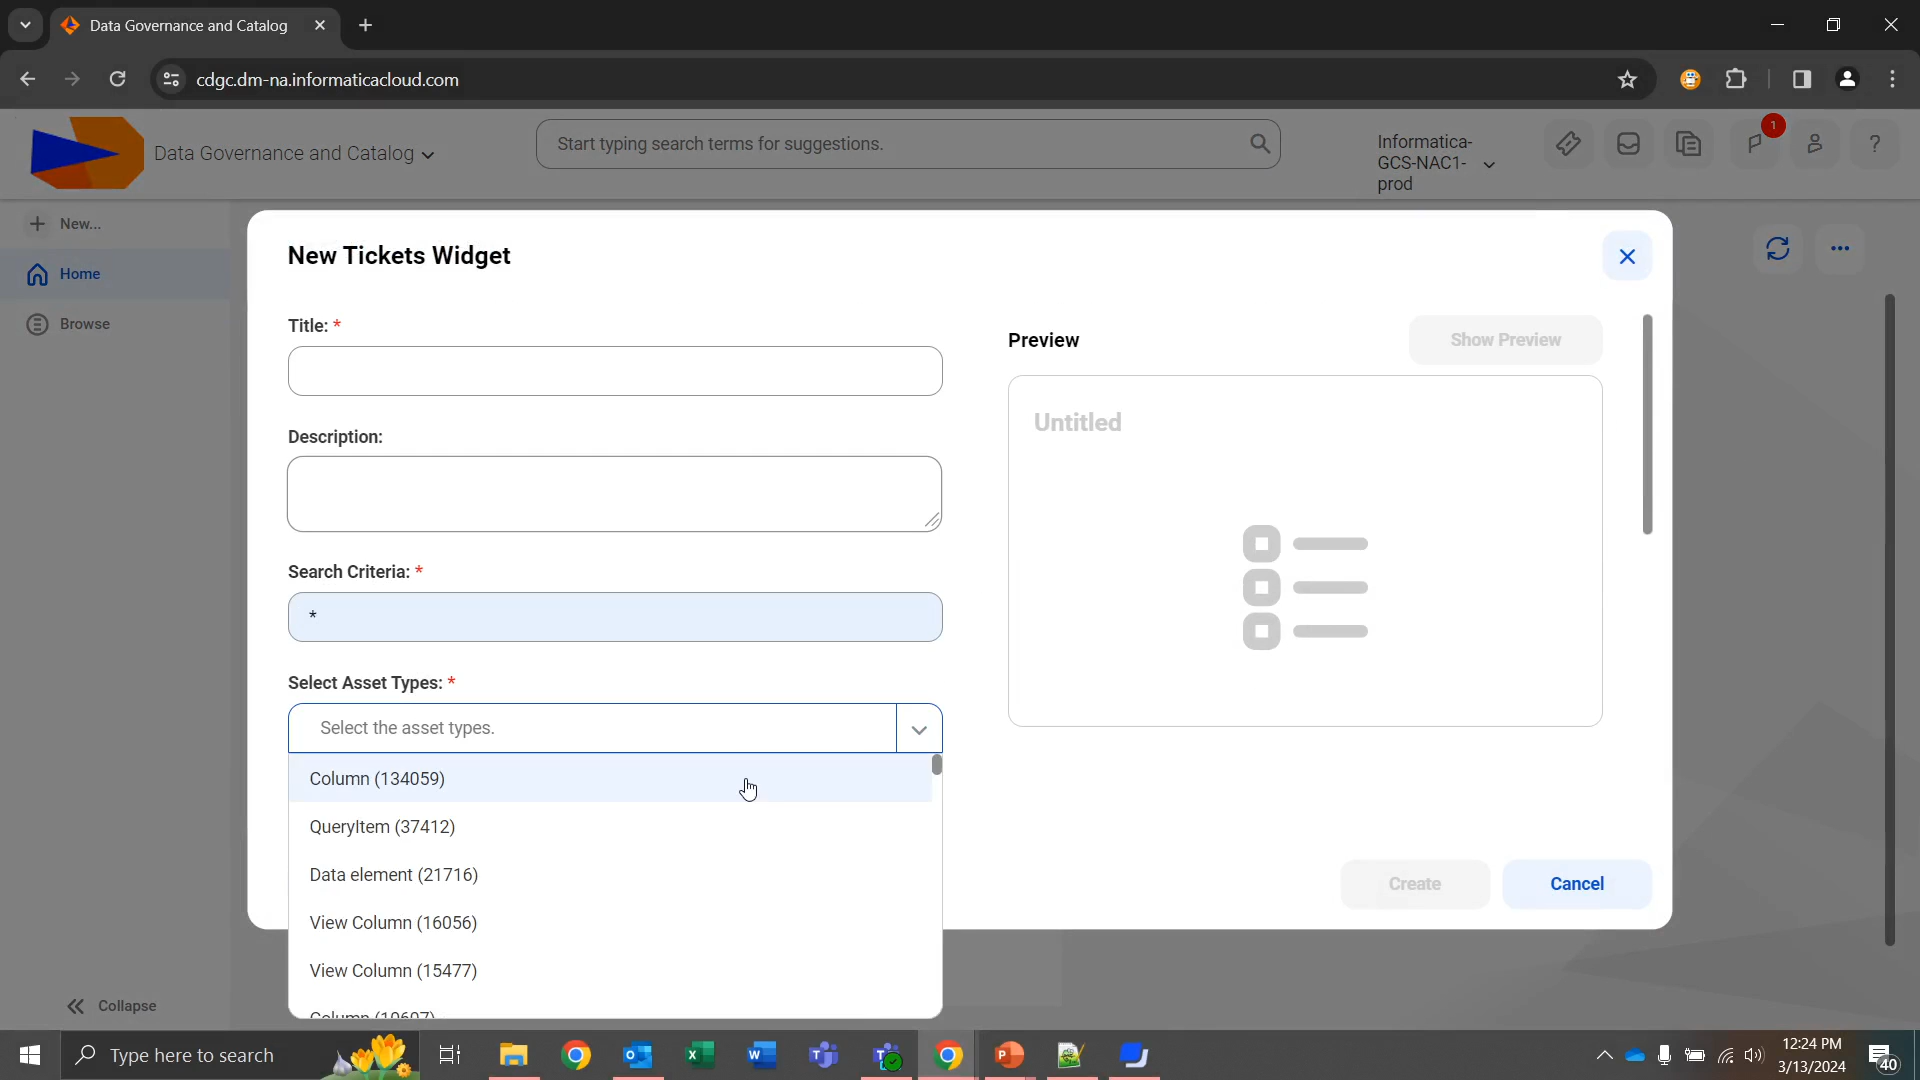 Data Governance and Catalog
cdgc.dm-na.informaticacloud.com
Data Governance and Catalog
Start typing search terms for suggestions.
Informatica-
GCS-NAC1-
prod
1
?
New...
Home
Browse
Collapse
New Tickets Widget
Title: *
Description:
Search Criteria: *
*
Select Asset Types: *
Select the asset types.
Column (134059)
QueryItem (37412)
Data element (21716)
View Column (16056)
View Column (15477)
Column (10607)
Preview
Show Preview
Untitled
Create
Cancel
Type here to search
12:24 PM
3/13/2024
40